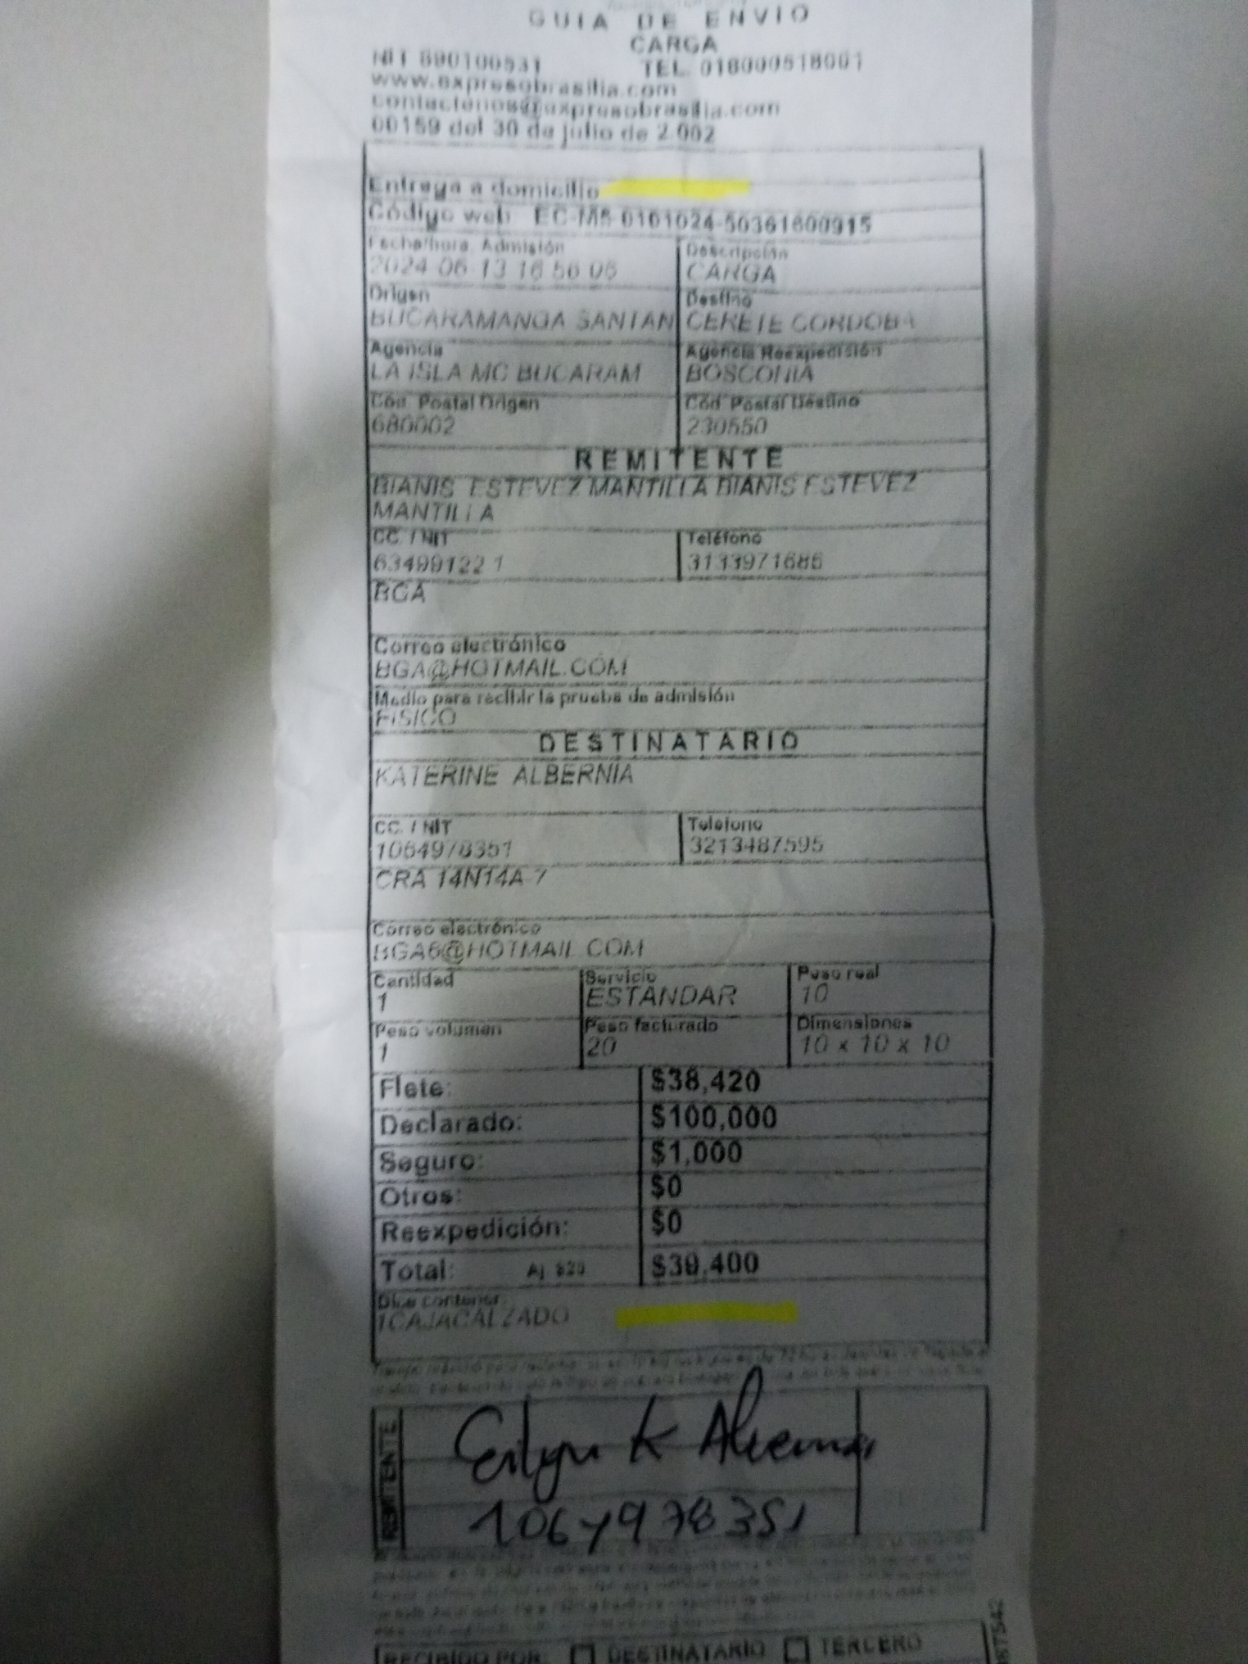 GUIA DE ENVIO
CARGA
NIT 890100531 TEL. 018000518001
www.expresobrasilia.com
contactenos@expresobrasilia.com
00159 del 30 de julio de 2.002
Entrega a domicilio
Código web: 0101024-50361600915
Fecha/hora. Admisión Descripción
2024-06-13 16:56:06 CARGA
Origen Destino
BUCARAMANGA SANTAN CERETE CORDOBA
Agencia Agencia Reexpedición
LA ISLA MC BUCARAM BOSCONIA
Cód. Postal Origen Cód. Postal Destino
680002 230550
REMITENTE
BIANIS ESTEVEZ MANTILLA BIANIS ESTEVEZ
MANTILLA
CC. / NIT Teléfono
63499122 1 3133971686
BGA
Correo electrónico
BGA@HOTMAIL.COM
Medio para recibir la prueba de admisión
FISICO
DESTINATARIO
KATERINE ALBERNIA
CC. / NIT Teléfono
1064978351 3213487595
CRA 14N14A-7
Correo electrónico
BGA6@HOTMAIL.COM
Cantidad Servicio Peso real
1 ESTANDAR 10
Peso volumen Peso facturado Dimensiones
1 20 10 x 10 x 10
Flete: $38,420
Declarado: $100,000
Seguro: $1,000
Otros: $0
Reexpedición: $0
Total: $39,400
Dice contener:
1CAJACALZADO
REMITENTE
K
1064978351
RECIBIDO POR: DESTINATARIO TERCERO